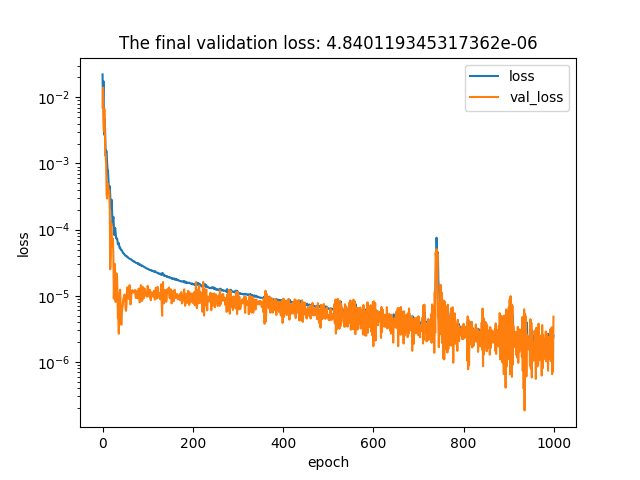 The final validation loss: 4.840119345317362e-06
loss
val_loss
10⁻²
10⁻³
10⁻⁴
10⁻⁵
10⁻⁶
loss
0
200
400
600
800
1000
epoch